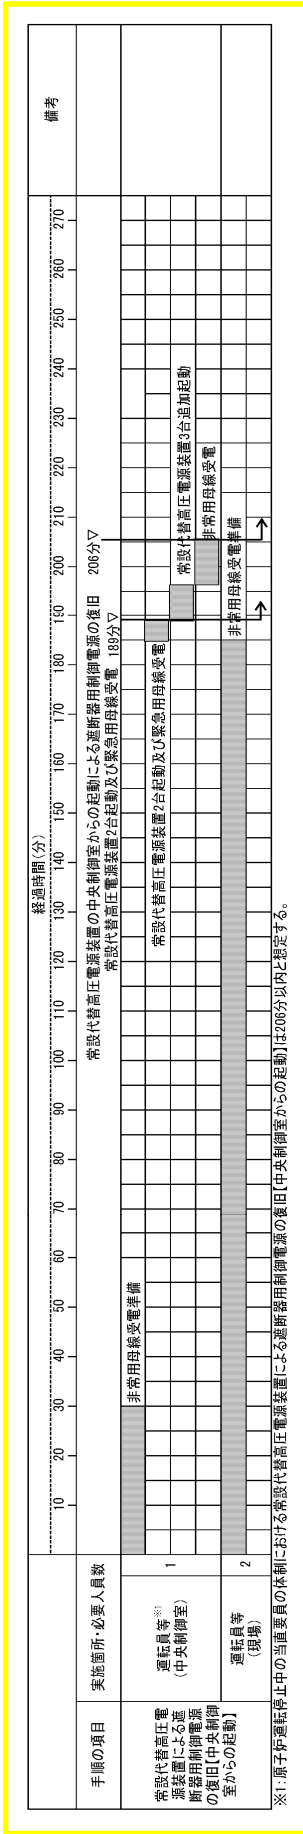 経過時間(分)
備考
10 20 30 40 50 60 70 80 90 100 110 120 130 140 150 160 170 180 190 200 210 220 230 240 250 260 270
手順の項目
実施箇所・必要人員数
常設代替高圧電源装置の中央制御室からの起動による遮断器用制御電源の復旧 206分▽
常設代替高圧電源装置2台起動及び緊急用母線受電 189分▽
常設代替高圧電
源装置による遮
断器用制御電源
の復旧【中央制御
室からの起動】
運転員等※1
(中央制御室)
1
非常用母線受電準備
常設代替高圧電源装置2台起動及び緊急用母線受電
常設代替高圧電源装置3台追加起動
非常用母線受電
運転員等
(現場)
2
非常用母線受電準備
※1:原子炉運転停止中の当直要員の体制における常設代替高圧電源装置による遮断器用制御電源の復旧【中央制御室からの起動】は206分以内と想定する。